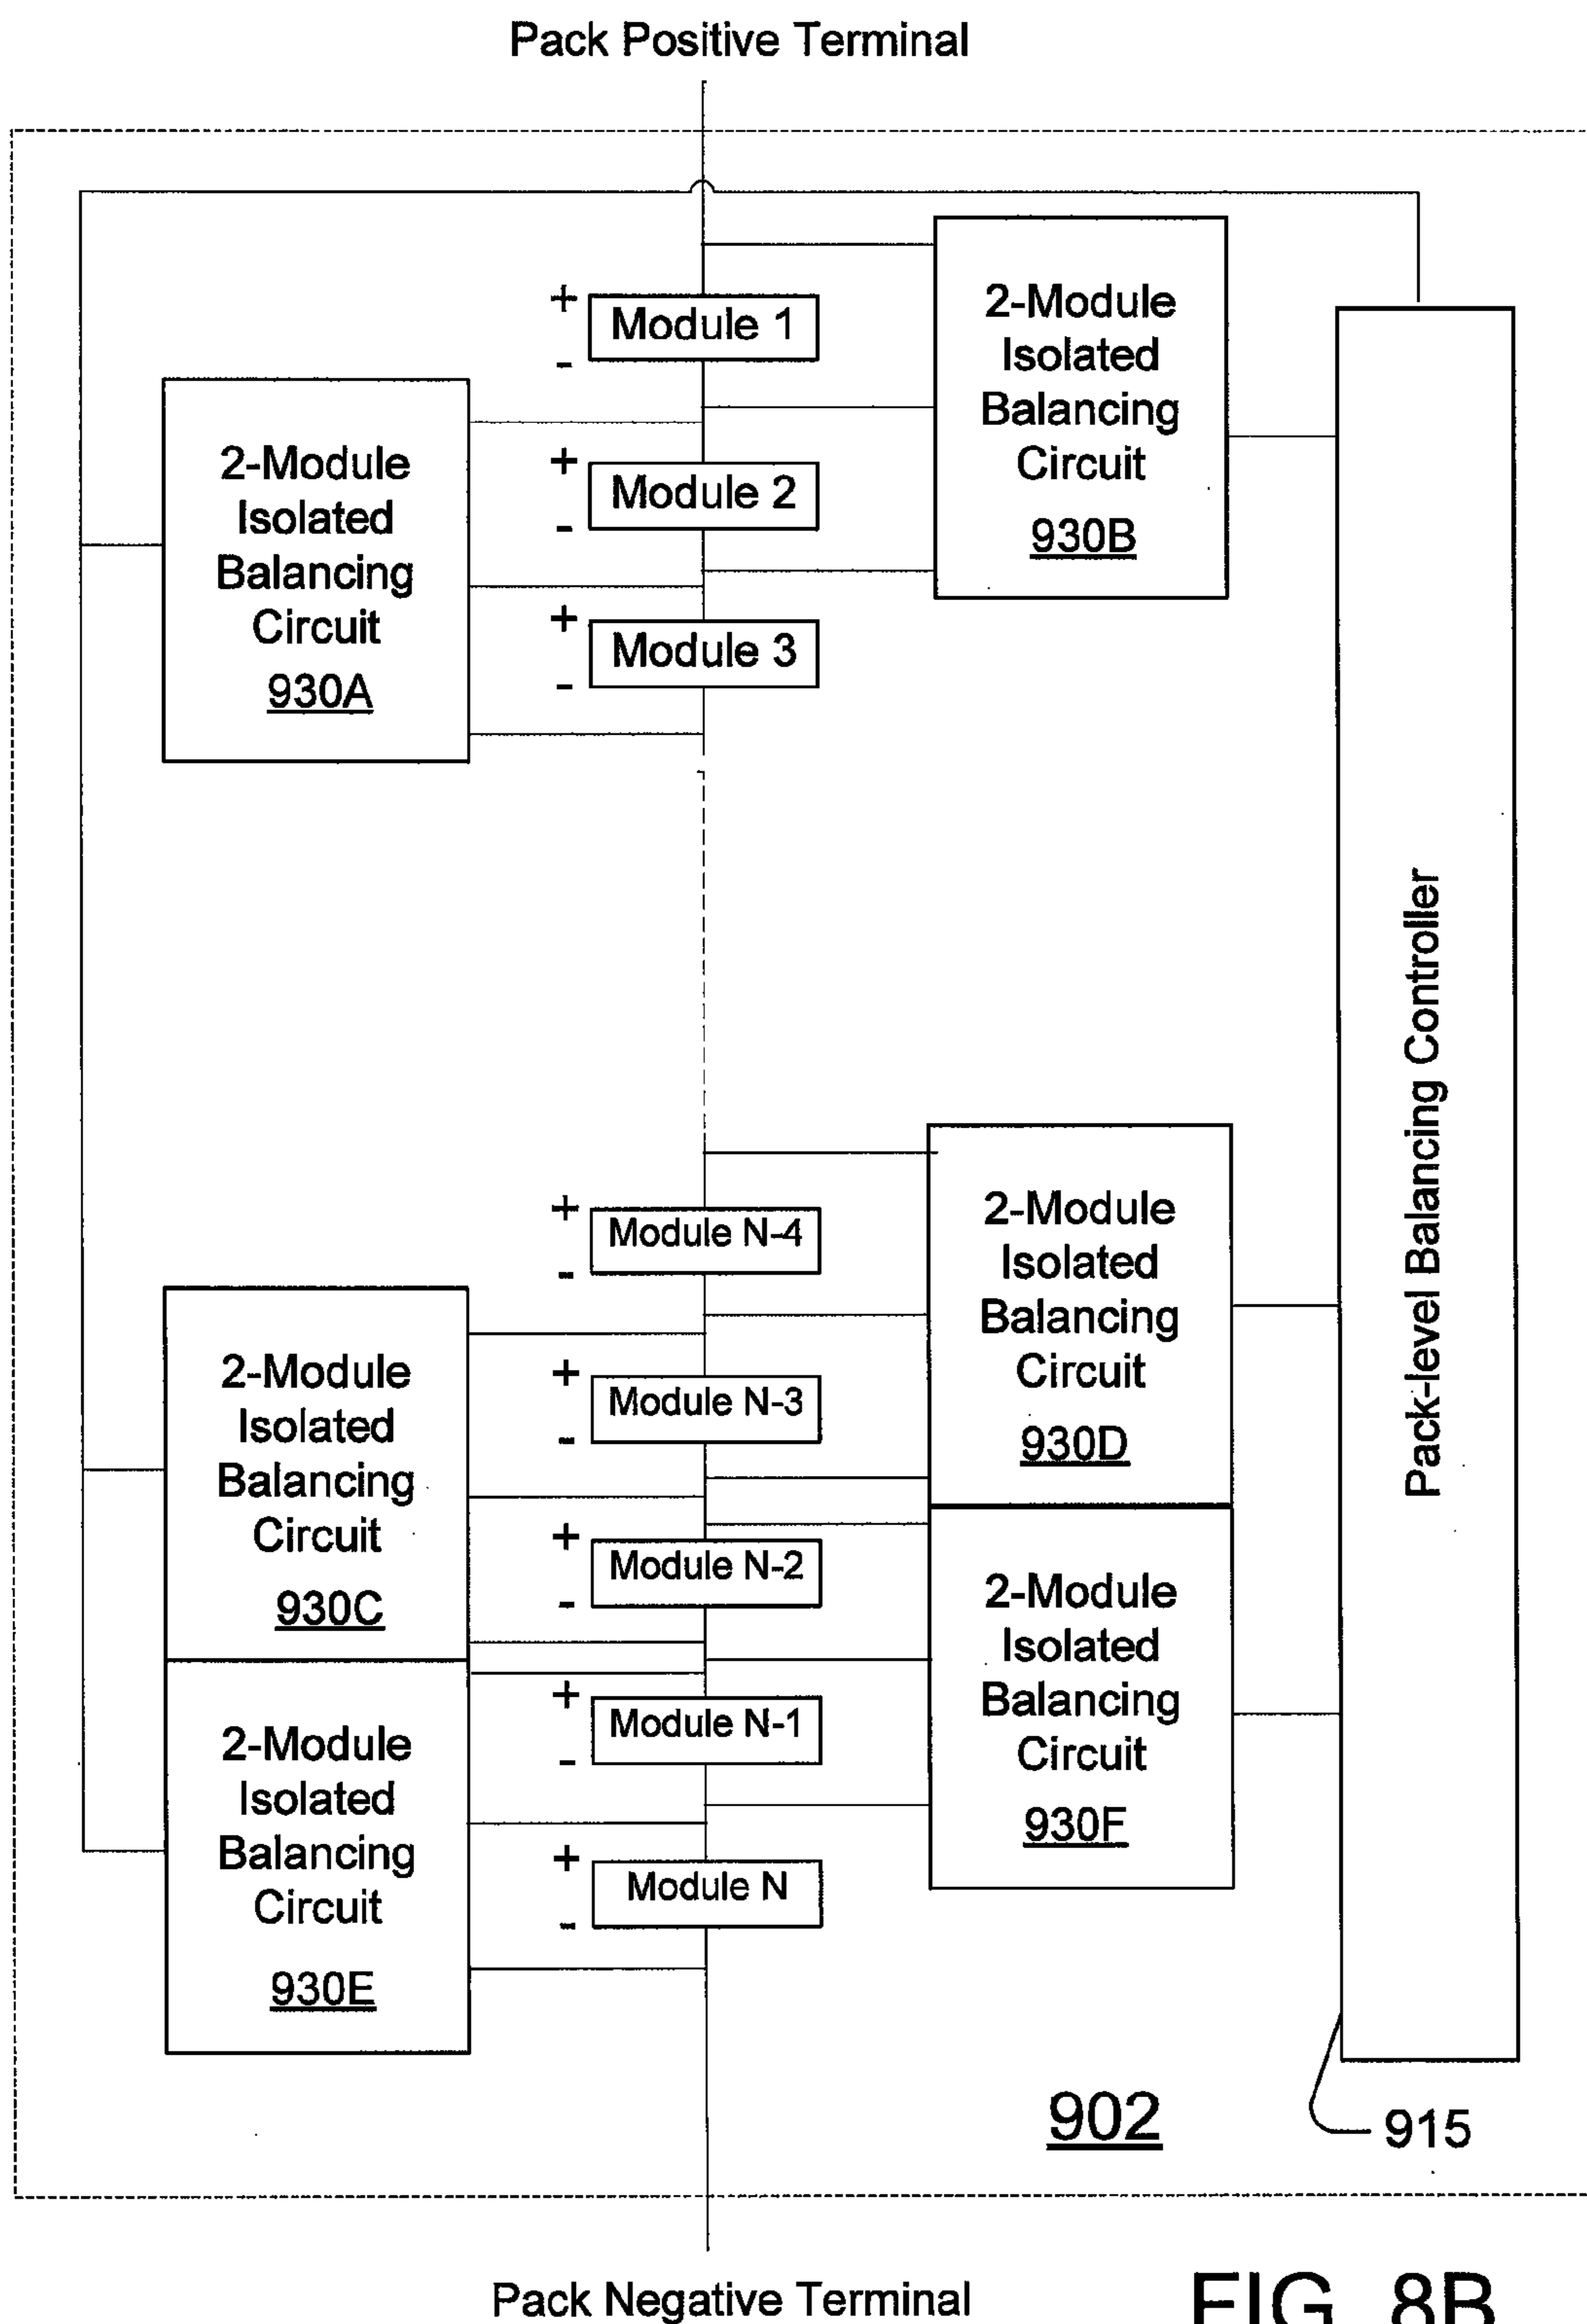 Pack Positive Terminal
+
Module 1
-
2-Module
Isolated
Balancing
Circuit
930B
2-Module
Isolated
Balancing
Circuit
930A
+
Module 2
-
+
Module 3
-
Pack-level Balancing Controller
+
Module N-4
-
2-Module
Isolated
Balancing
Circuit
930D
2-Module
Isolated
Balancing
Circuit
930C
+
Module N-3
-
+
Module N-2
-
2-Module
Isolated
Balancing
Circuit
930F
2-Module
Isolated
Balancing
Circuit
930E
+
Module N-1
-
+
Module N
-
902
915
Pack Negative Terminal
FIG. 8B